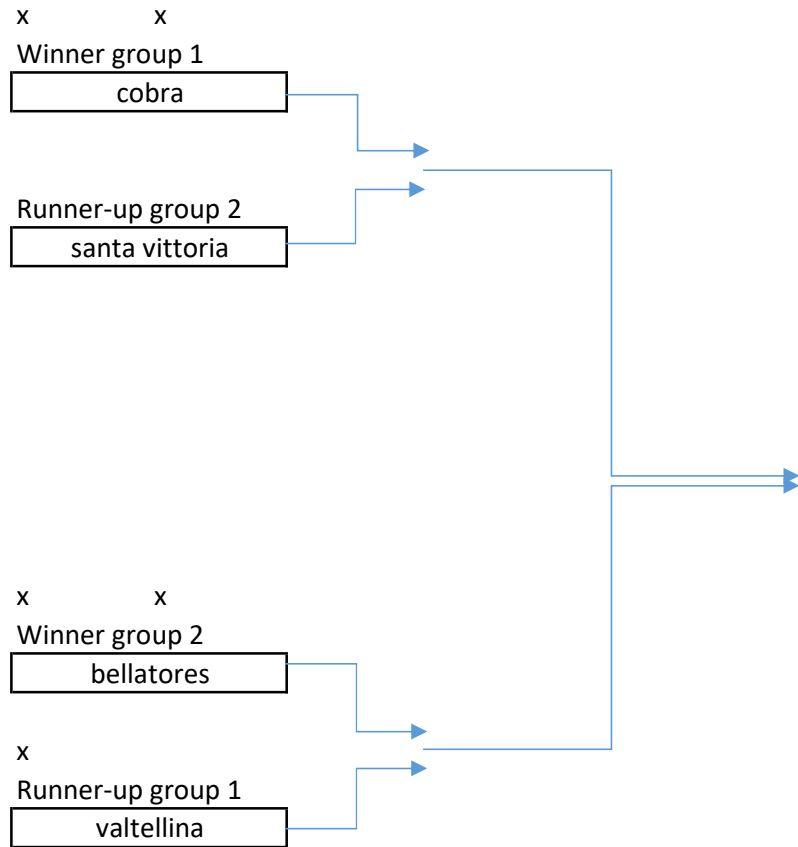 x x
Winner group 1
cobra
Runner-up group 2
santa vittoria
x x
Winner group 2
bellatores
x
Runner-up group 1
valtellina